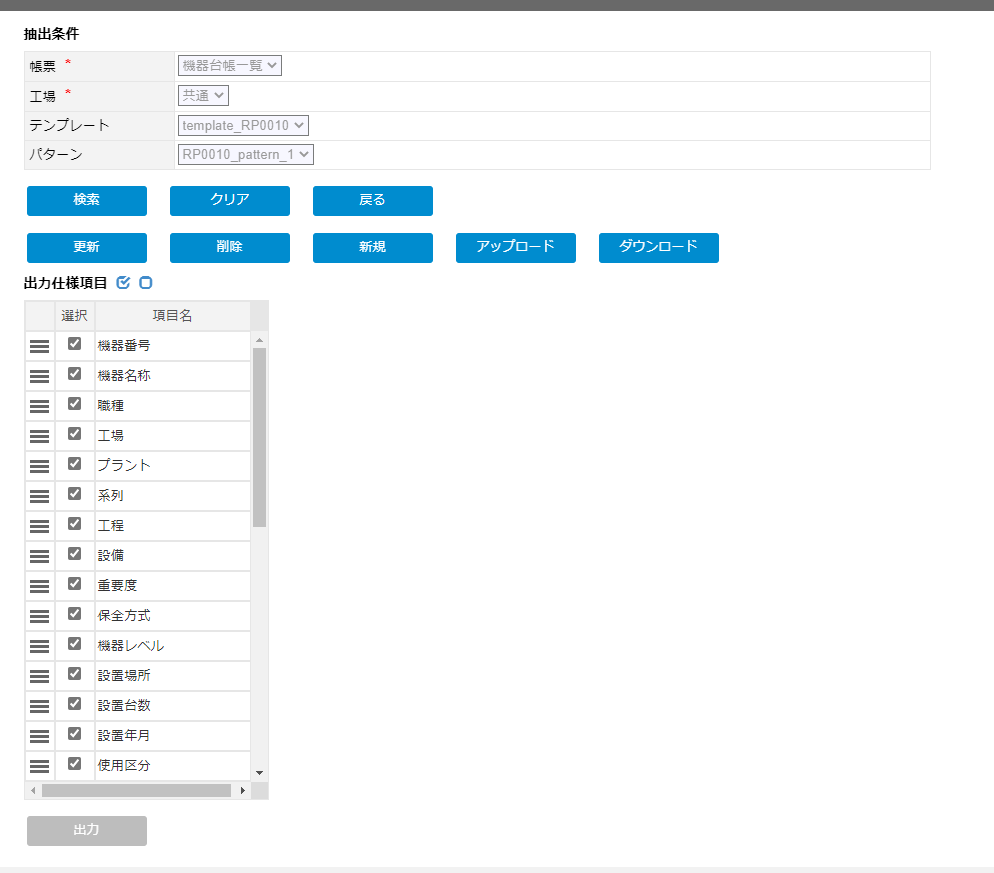 抽出条件
帳票 * 機器台帳一覧
工場 * 共通
テンプレート template_RP0010
パターン RP0010_pattern_1
検索 クリア 戻る
更新 削除 新規 アップロード ダウンロード
出力仕様項目
選択 項目名
機器番号
機器名称
職種
工場
プラント
系列
工程
設備
重要度
保全方式
機器レベル
設置場所
設置台数
設置年月
使用区分
出力